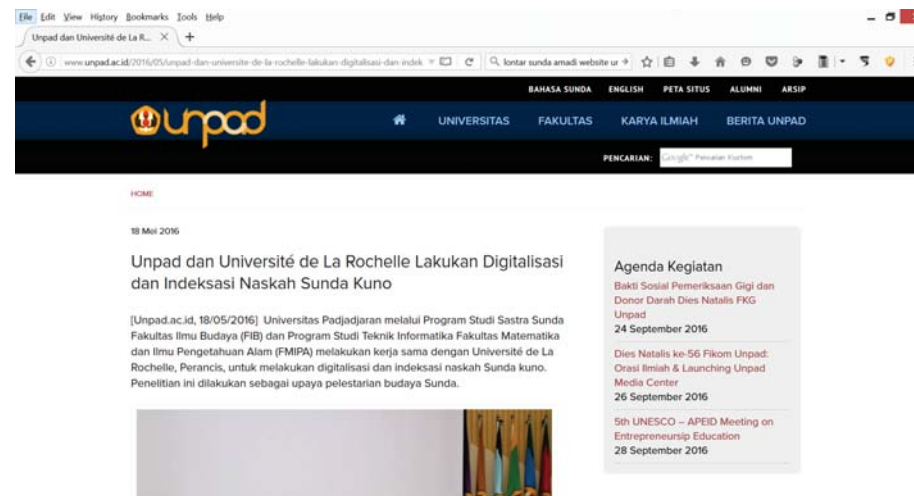 File Edit View History Bookmarks Tools Help
Unpad dan Université de La R...
www.unpad.ac.id/2016/05/unpad-dan-universite-de-la-rochelle-lakukan-digitalisasi-dan-indek
lontar sunda amadi website ur
BAHASA SUNDA ENGLISH PETA SITUS ALUMNI ARSIP
unpad
UNIVERSITAS FAKULTAS KARYA ILMIAH BERITA UNPAD
PENCARIAN: Google™ Pencarian Kustom
HOME
18 Mei 2016
Unpad dan Université de La Rochelle Lakukan Digitalisasi
dan Indeksasi Naskah Sunda Kuno
[Unpad.ac.id, 18/05/2016] Universitas Padjadjaran melalui Program Studi Sastra Sunda
Fakultas Ilmu Budaya (FIB) dan Program Studi Teknik Informatika Fakultas Matematika
dan Ilmu Pengetahuan Alam (FMIPA) melakukan kerja sama dengan Université de La
Rochelle, Perancis, untuk melakukan digitalisasi dan indeksasi naskah Sunda kuno.
Penelitian ini dilakukan sebagai upaya pelestarian budaya Sunda.
Agenda Kegiatan
Bakti Sosial Pemeriksaan Gigi dan
Donor Darah Dies Natalis FKG
Unpad
24 September 2016
Dies Natalis ke-56 Fikom Unpad:
Orasi Ilmiah & Launching Unpad
Media Center
26 September 2016
5th UNESCO – APEID Meeting on
Entrepreneursip Education
28 September 2016